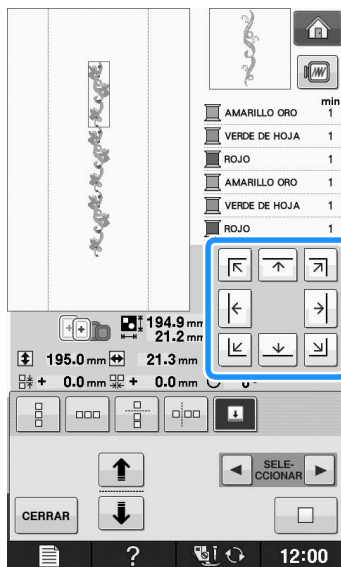 min
AMARILLO ORO 1
VERDE DE HOJA 1
ROJO 1
AMARILLO ORO 1
VERDE DE HOJA 1
ROJO 1
194.9 mm
21.2 mm
195.0 mm 21.3 mm
+ 0.0 mm + 0.0 mm
SELE-
CCIONAR
CERRAR
? 12:00